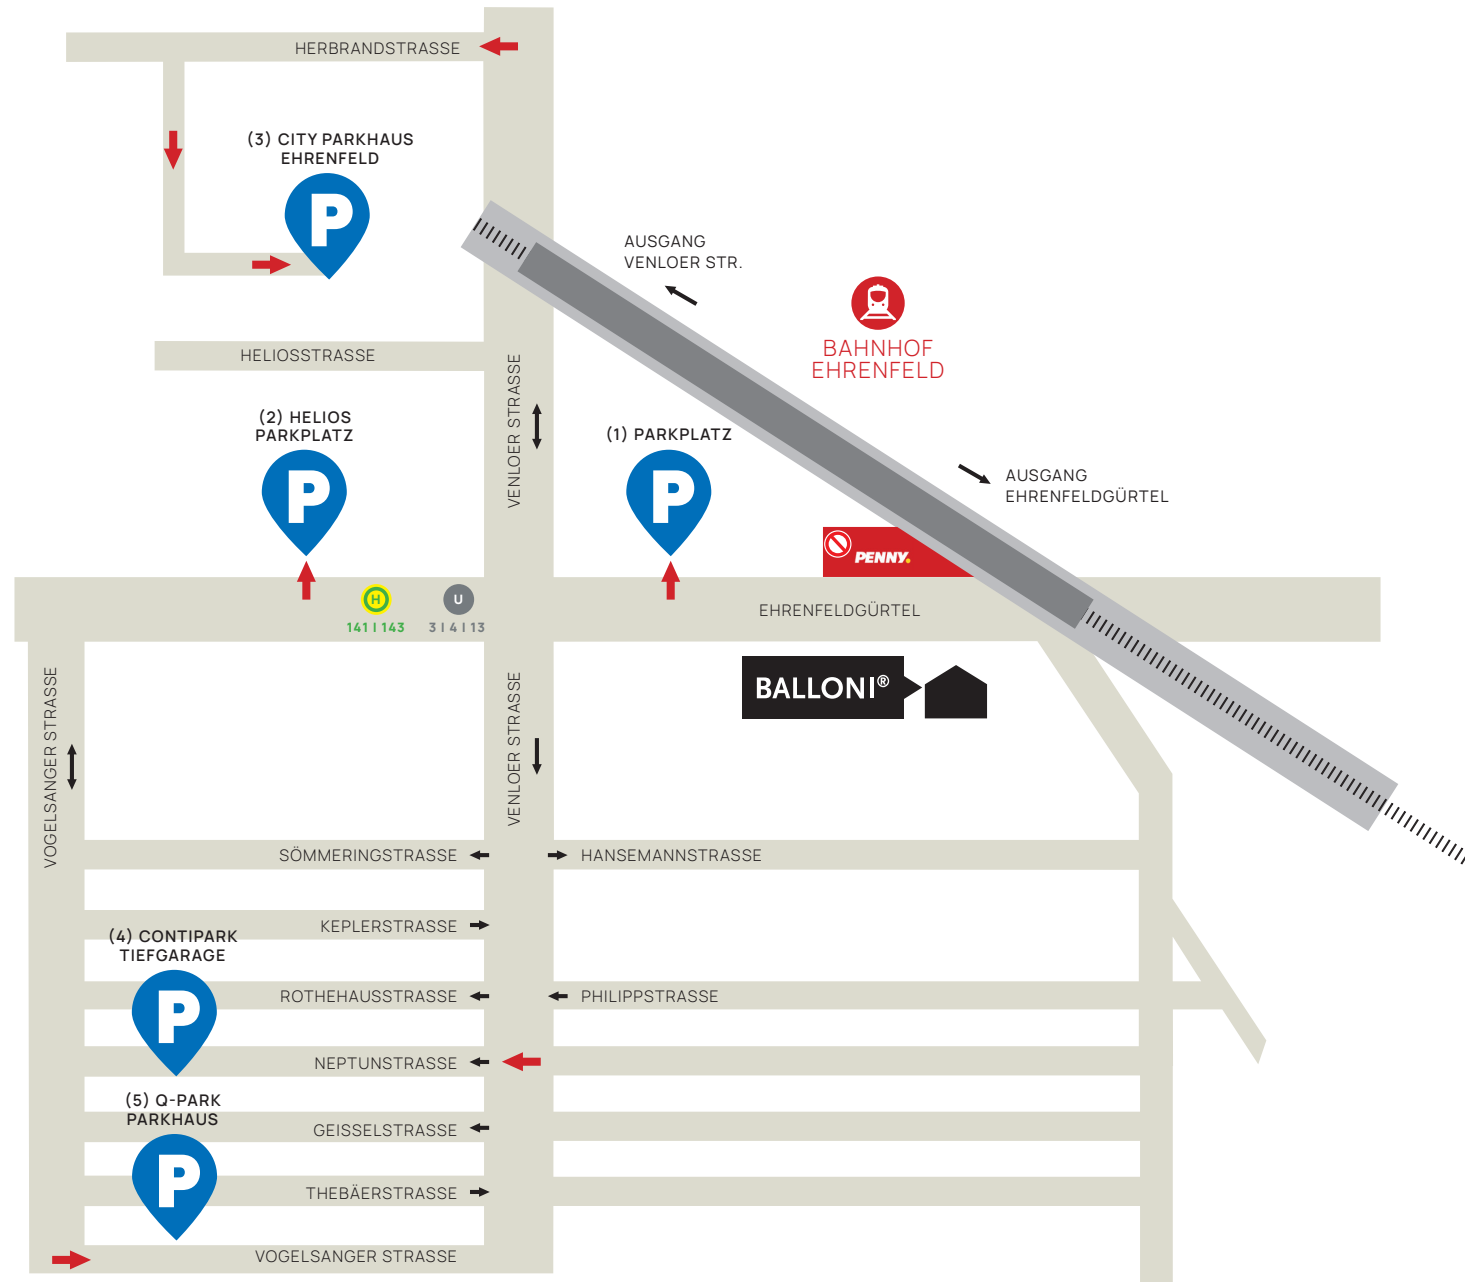 HERBRANDSTRASSE
(3) CITY PARKHAUS
EHRENFELD
P
AUSGANG
VENLOER STR.
BAHNHOF
EHRENFELD
HELIOSSTRASSE
VENLOER STRASSE
(2) HELIOS
PARKPLATZ
P
(1) PARKPLATZ
P
AUSGANG
EHRENFELDGÜRTEL
PENNY.
H
141 | 143
U
3 | 4 | 13
EHRENFELDGÜRTEL
BALLONI®
VOGELSANGER STRASSE
VENLOER STRASSE
SÖMMERINGSTRASSE
HANSEMANNSTRASSE
KEPLERSTRASSE
(4) CONTIPARK
TIEFGARAGE
P
ROTHEHAUSSTRASSE
PHILIPPSTRASSE
NEPTUNSTRASSE
(5) Q-PARK
PARKHAUS
P
GEISSELSTRASSE
THEBÄERSTRASSE
VOGELSANGER STRASSE